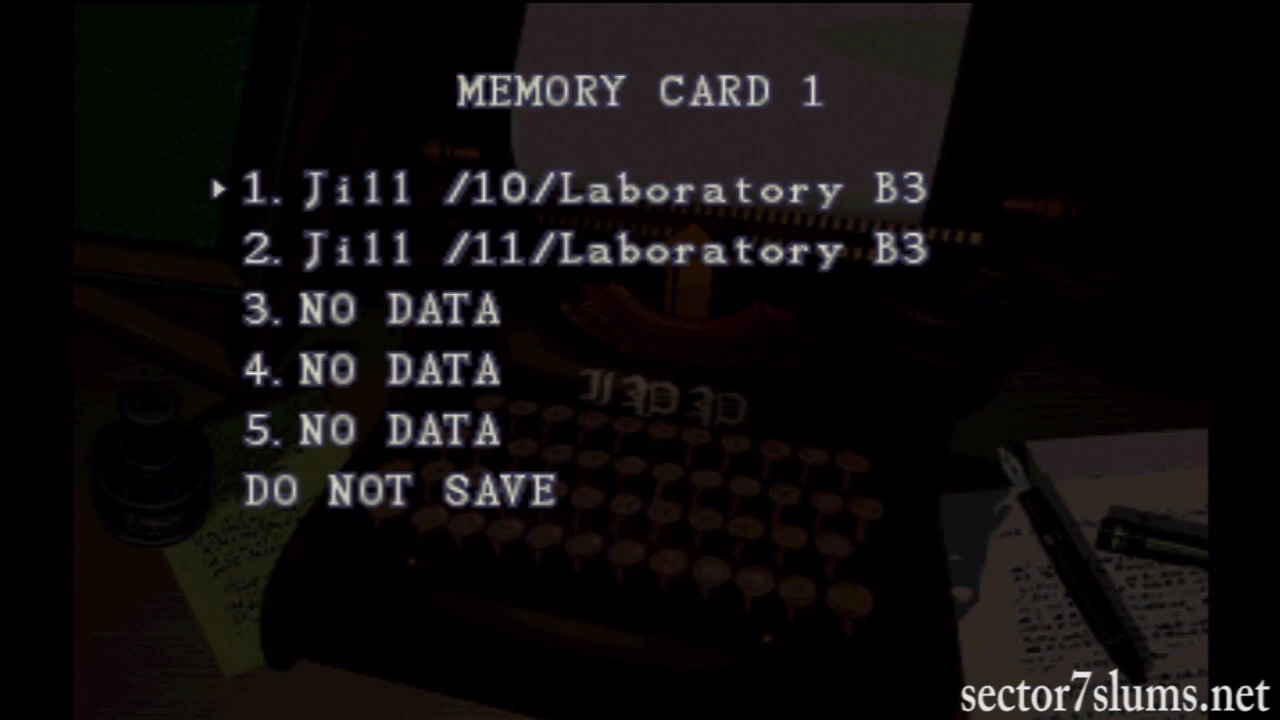 MEMORY CARD 1
1. Jill /10/Laboratory B3
2. Jill /11/Laboratory B3
3. NO DATA
4. NO DATA
5. NO DATA
DO NOT SAVE
sector7slums.net